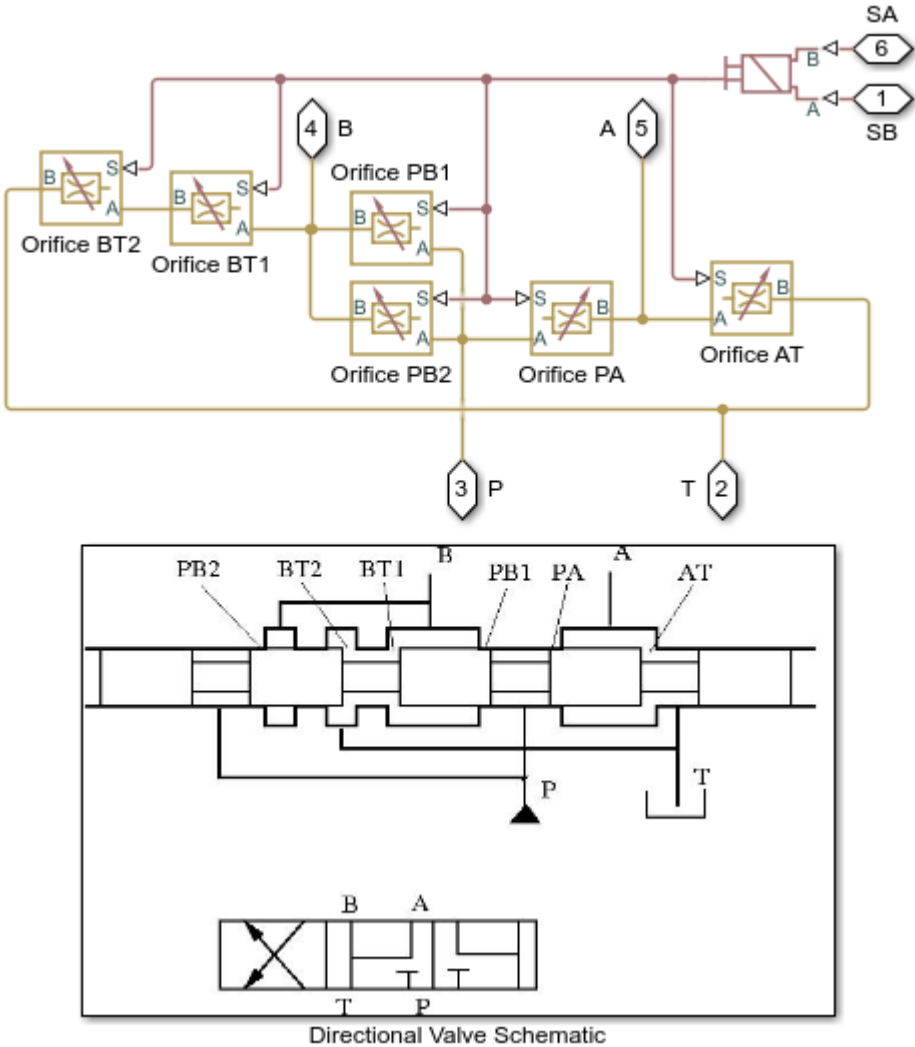 SA
B
6
A
1
SB
4 B
A 5
Orifice PB1
B S A
Orifice BT2
B S A
Orifice BT1
B S A
B S A
Orifice PB2
S A B
Orifice PA
S A B
Orifice AT
3 P
T 2
B
A
PB2
BT2
BT1
PB1
PA
AT
P
T
B
A
T
P
Directional Valve Schematic